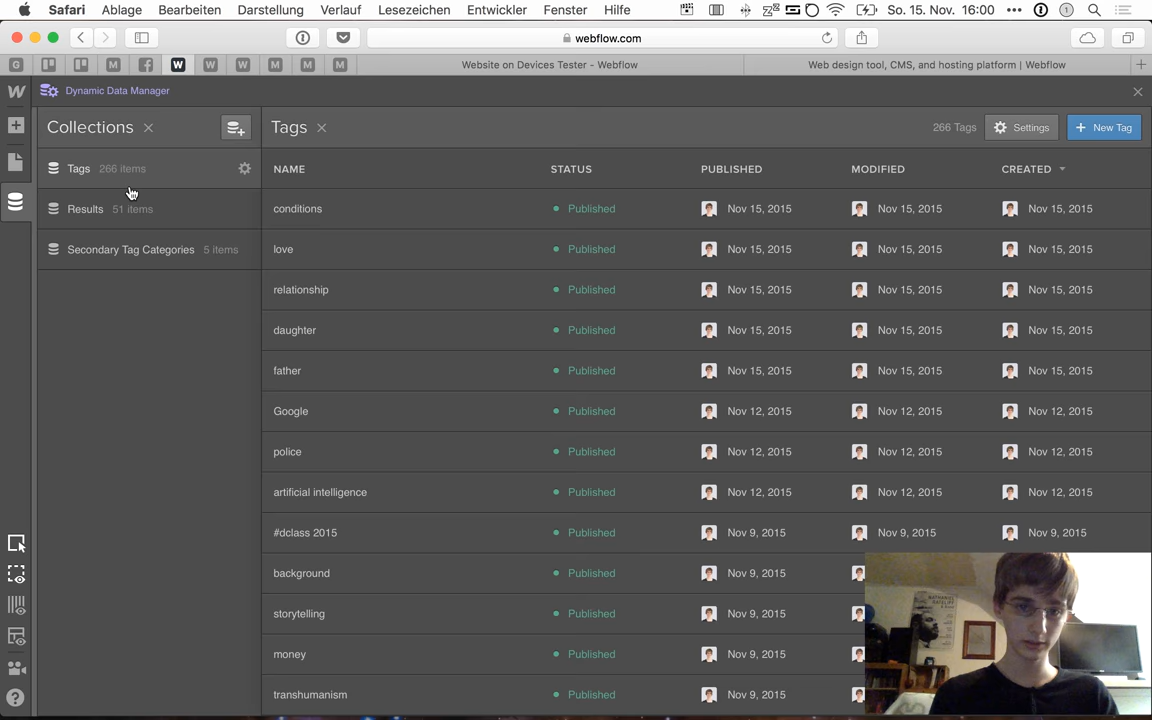 Safari Ablage Bearbeiten Darstellung Verlauf Lesezeichen Entwickler Fenster Hilfe So. 15. Nov. 16:00
webflow.com
Website on Devices Tester - Webflow
Web design tool, CMS, and hosting platform | Webflow
Dynamic Data Manager
Collections
Tags
266 Tags
Settings
+ New Tag
Tags 266 items
Results 51 items
Secondary Tag Categories 5 items
NAME STATUS PUBLISHED MODIFIED CREATED
conditions Published Nov 15, 2015 Nov 15, 2015 Nov 15, 2015
love Published Nov 15, 2015 Nov 15, 2015 Nov 15, 2015
relationship Published Nov 15, 2015 Nov 15, 2015 Nov 15, 2015
daughter Published Nov 15, 2015 Nov 15, 2015 Nov 15, 2015
father Published Nov 15, 2015 Nov 15, 2015 Nov 15, 2015
Google Published Nov 12, 2015 Nov 12, 2015 Nov 12, 2015
police Published Nov 12, 2015 Nov 12, 2015 Nov 12, 2015
artificial intelligence Published Nov 12, 2015 Nov 12, 2015 Nov 12, 2015
#dclass 2015 Published Nov 9, 2015 Nov 9, 2015 Nov 9, 2015
background Published Nov 9, 2015
storytelling Published Nov 9, 2015
money Published Nov 9, 2015
transhumanism Published Nov 9, 2015